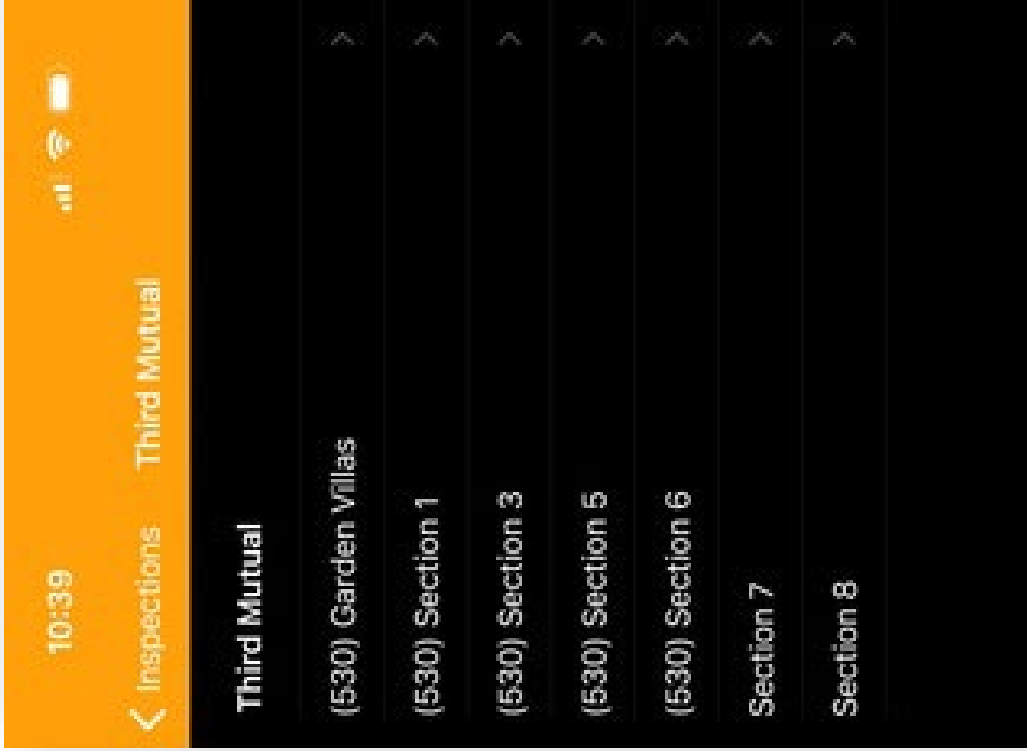 10:39
Inspections Third Mutual
Third Mutual
(530) Garden Villas
(530) Section 1
(530) Section 3
(530) Section 5
(530) Section 6
Section 7
Section 8